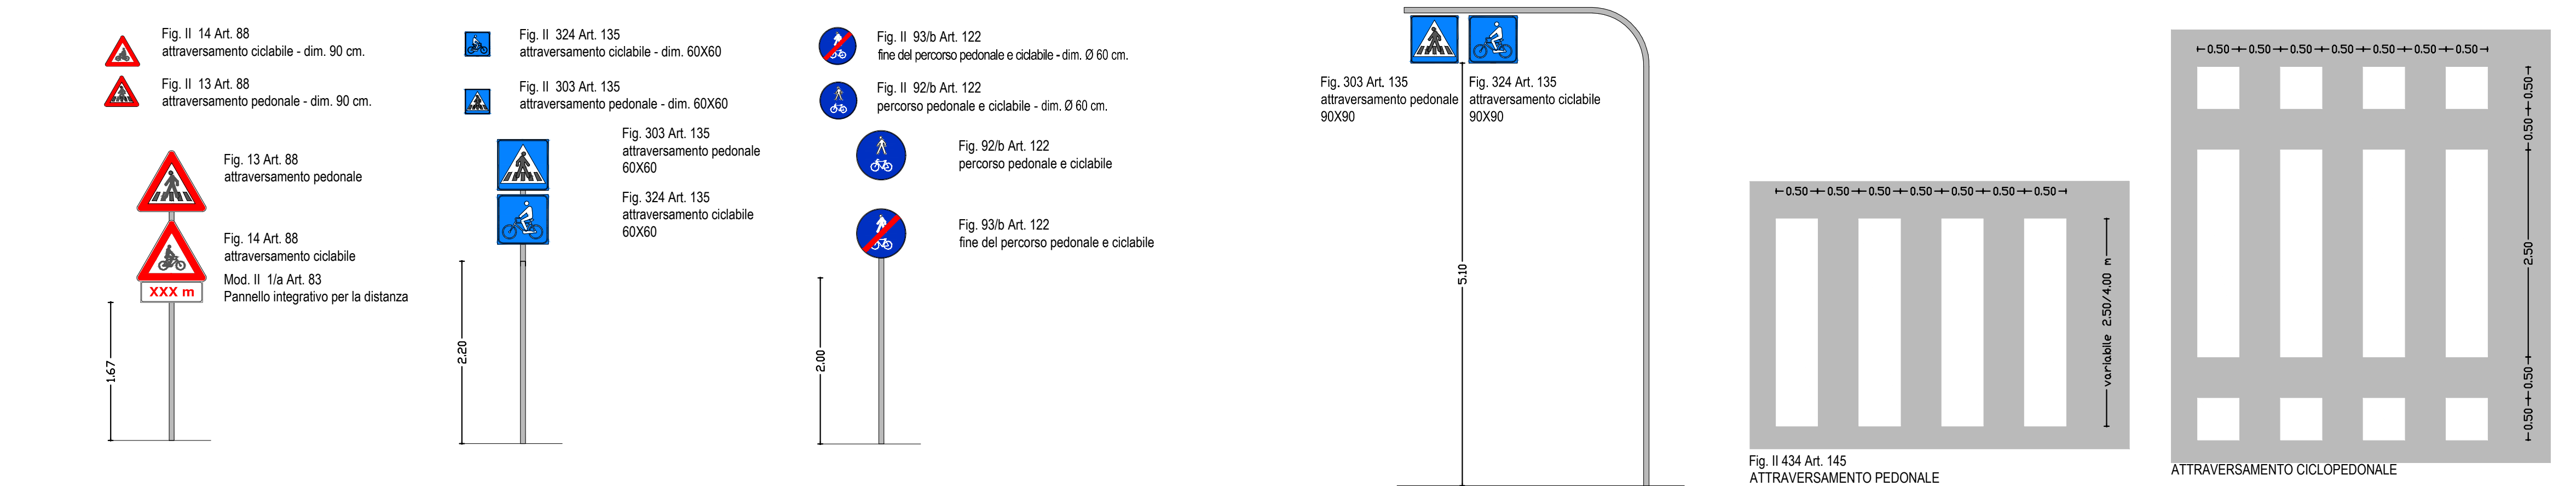 Fig. II  14 Art. 88
attraversamento ciclabile - dim. 90 cm.
Fig. II  13 Art. 88
attraversamento pedonale - dim. 90 cm.
Fig. 13 Art. 88
attraversamento pedonale
Fig. 14 Art. 88
attraversamento ciclabile
Mod. II  1/a Art. 83
Pannello integrativo per la distanza
XXX m
1.67
Fig. II  324 Art. 135
attraversamento ciclabile - dim. 60X60
Fig. II  303 Art. 135
attraversamento pedonale - dim. 60X60
Fig. 303 Art. 135
attraversamento pedonale
60X60
Fig. 324 Art. 135
attraversamento ciclabile
60X60
2.20
Fig. II  93/b Art. 122
fine del percorso pedonale e ciclabile - dim. Ø 60 cm.
Fig. II  92/b Art. 122
percorso pedonale e ciclabile - dim. Ø 60 cm.
Fig. 92/b Art. 122
percorso pedonale e ciclabile
Fig. 93/b Art. 122
fine del percorso pedonale e ciclabile
2.00
Fig. 303 Art. 135
attraversamento pedonale
90X90
Fig. 324 Art. 135
attraversamento ciclabile
90X90
5.10
0.50 0.50 0.50 0.50 0.50 0.50 0.50
variabile 2.50/4.00 m
Fig. II 434 Art. 145
ATTRAVERSAMENTO PEDONALE
0.50 0.50 0.50 0.50 0.50 0.50 0.50
0.50
0.50
2.50
0.50
0.50
ATTRAVERSAMENTO CICLOPEDONALE